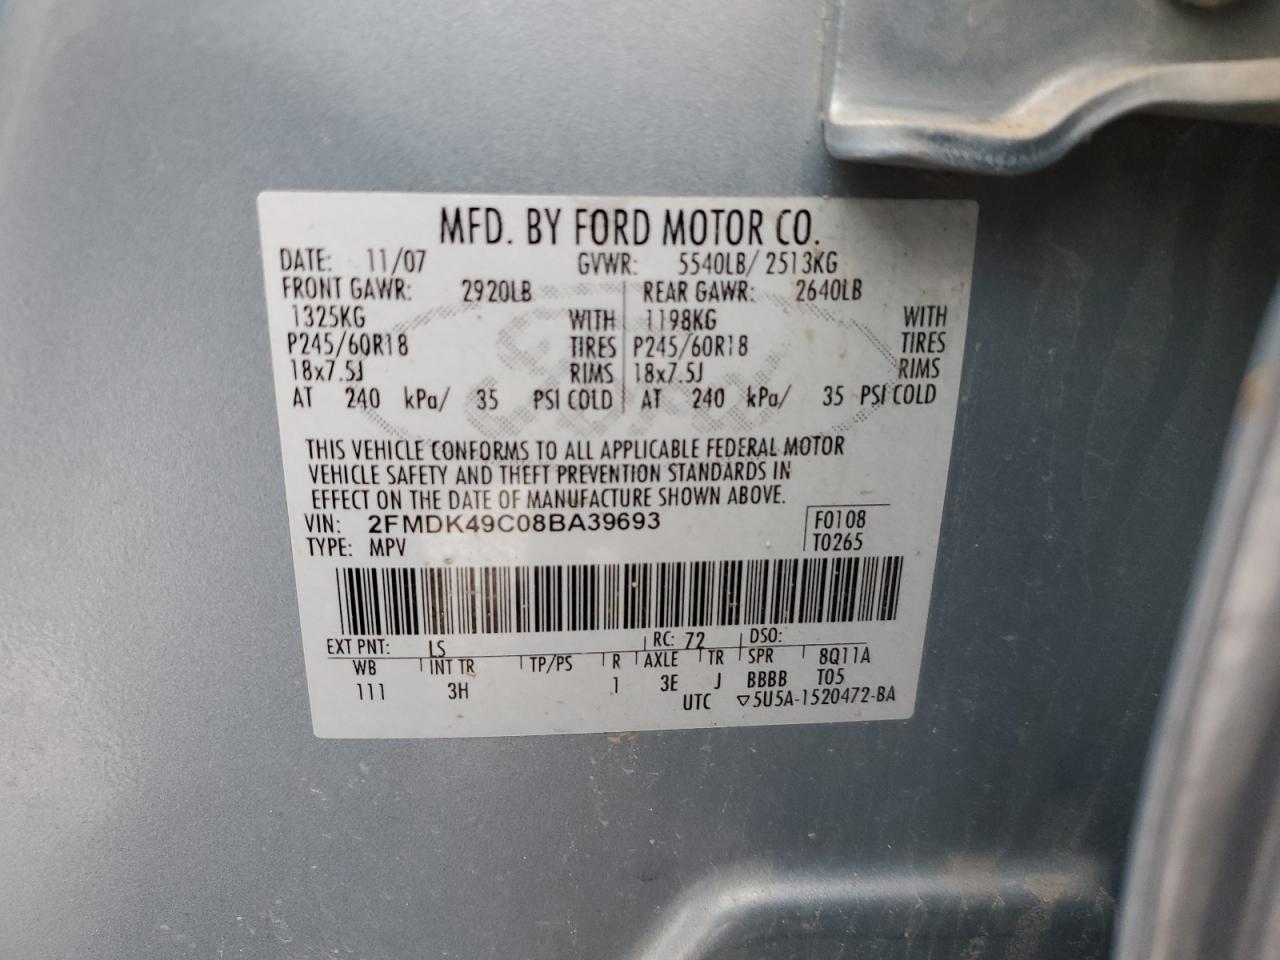 MFD. BY FORD MOTOR CO.
DATE: 11/07 GVWR: 5540LB/ 2513KG
FRONT GAWR: 2920LB REAR GAWR: 2640LB
1325KG WITH 1198KG WITH
P245/60R18 TIRES P245/60R18 TIRES
18x7.5J RIMS 18x7.5J RIMS
AT 240 kPa/ 35 PSI COLD AT 240 kPa/ 35 PSI COLD
THIS VEHICLE CONFORMS TO ALL APPLICABLE FEDERAL MOTOR
VEHICLE SAFETY AND THEFT PREVENTION STANDARDS IN
EFFECT ON THE DATE OF MANUFACTURE SHOWN ABOVE.
VIN: 2FMDK49C08BA39693 F0108
TYPE: MPV T0265
EXT PNT: LS RC: 72 DSO:
WB INT TR TP/PS R AXLE TR SPR 8Q11A
111 3H 1 3E J BBBB T05
UTC ▽5U5A-1520472-BA